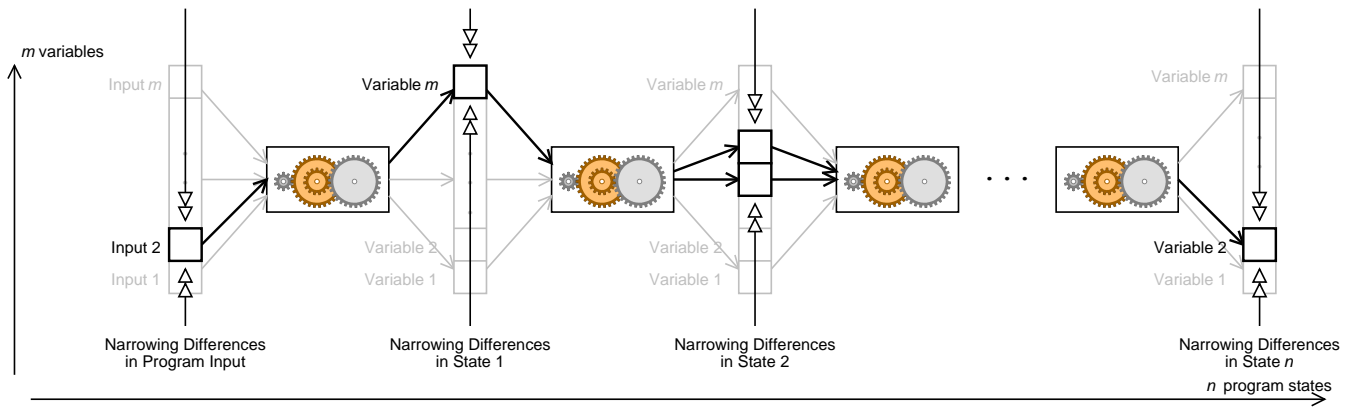 m variables
Input m
Input 2
Input 1
Narrowing Differences
in Program Input
Variable m
Variable 2
Variable 1
Narrowing Differences
in State 1
Variable m
Variable 2
Variable 1
Narrowing Differences
in State 2
. . .
Variable m
Variable 2
Variable 1
Narrowing Differences
in State n
n program states